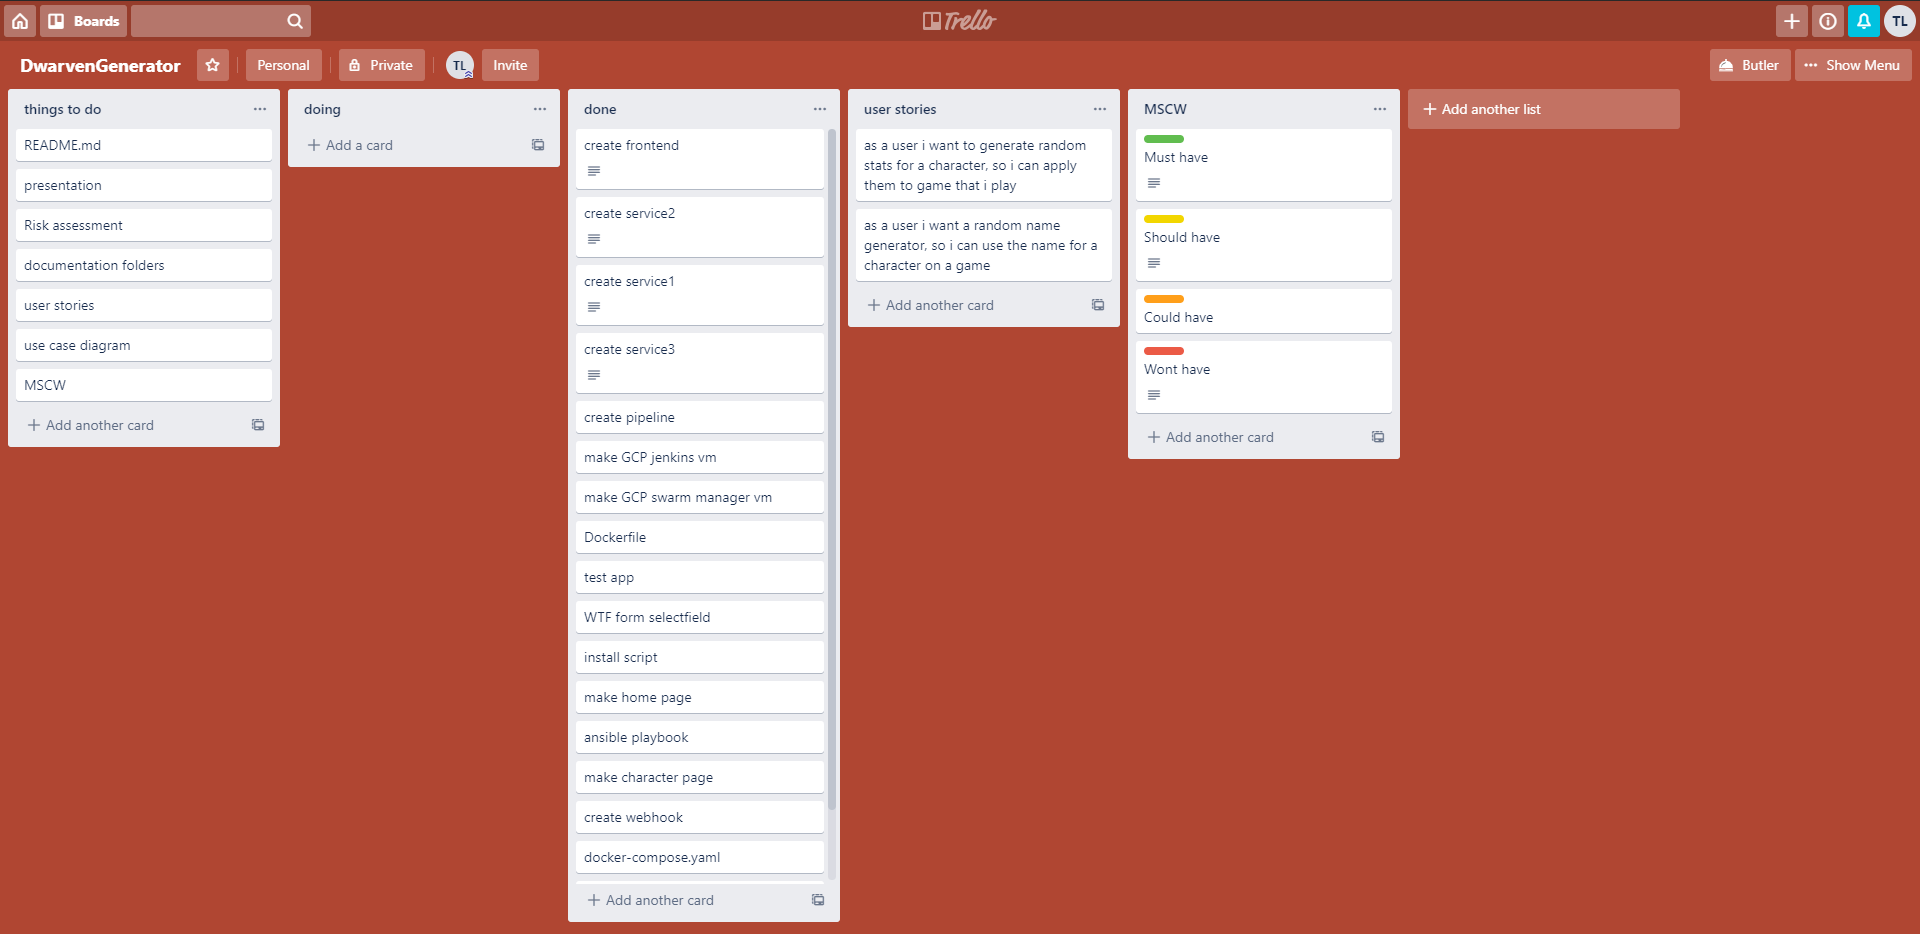 Boards
Trello
TL
DwarvenGenerator
Personal
Private
TL
Invite
Butler
Show Menu
things to do
README.md
presentation
Risk assessment
documentation folders
user stories
use case diagram
MSCW
Add another card
doing
Add a card
done
create frontend
create service2
create service1
create service3
create pipeline
make GCP jenkins vm
make GCP swarm manager vm
Dockerfile
test app
WTF form selectfield
install script
make home page
ansible playbook
make character page
create webhook
docker-compose.yaml
Add another card
user stories
as a user i want to generate random
stats for a character, so i can apply
them to game that i play
as a user i want a random name
generator, so i can use the name for a
character on a game
Add another card
MSCW
Must have
Should have
Could have
Wont have
Add another card
Add another list